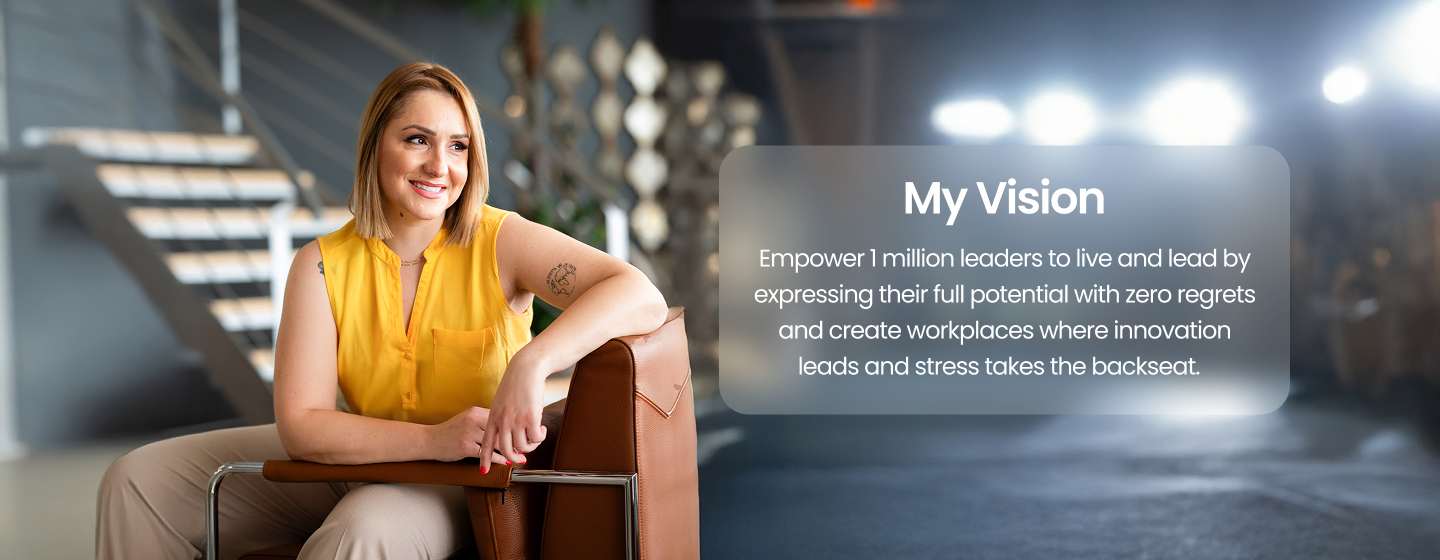 My Vision
Empower 1 million leaders to live and lead by
expressing their full potential with zero regrets
and create workplaces where innovation
leads and stress takes the backseat.